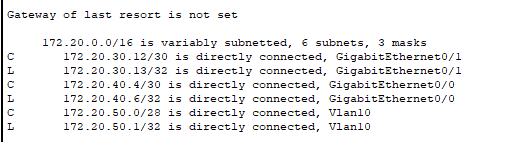 Gateway of last resort is not set
172.20.0.0/16 is variably subnetted, 6 subnets, 3 masks
C 172.20.30.12/30 is directly connected, GigabitEthernet0/1
L 172.20.30.13/32 is directly connected, GigabitEthernet0/1
C 172.20.40.4/30 is directly connected, GigabitEthernet0/0
L 172.20.40.6/32 is directly connected, GigabitEthernet0/0
C 172.20.50.0/28 is directly connected, Vlan10
L 172.20.50.1/32 is directly connected, Vlan10